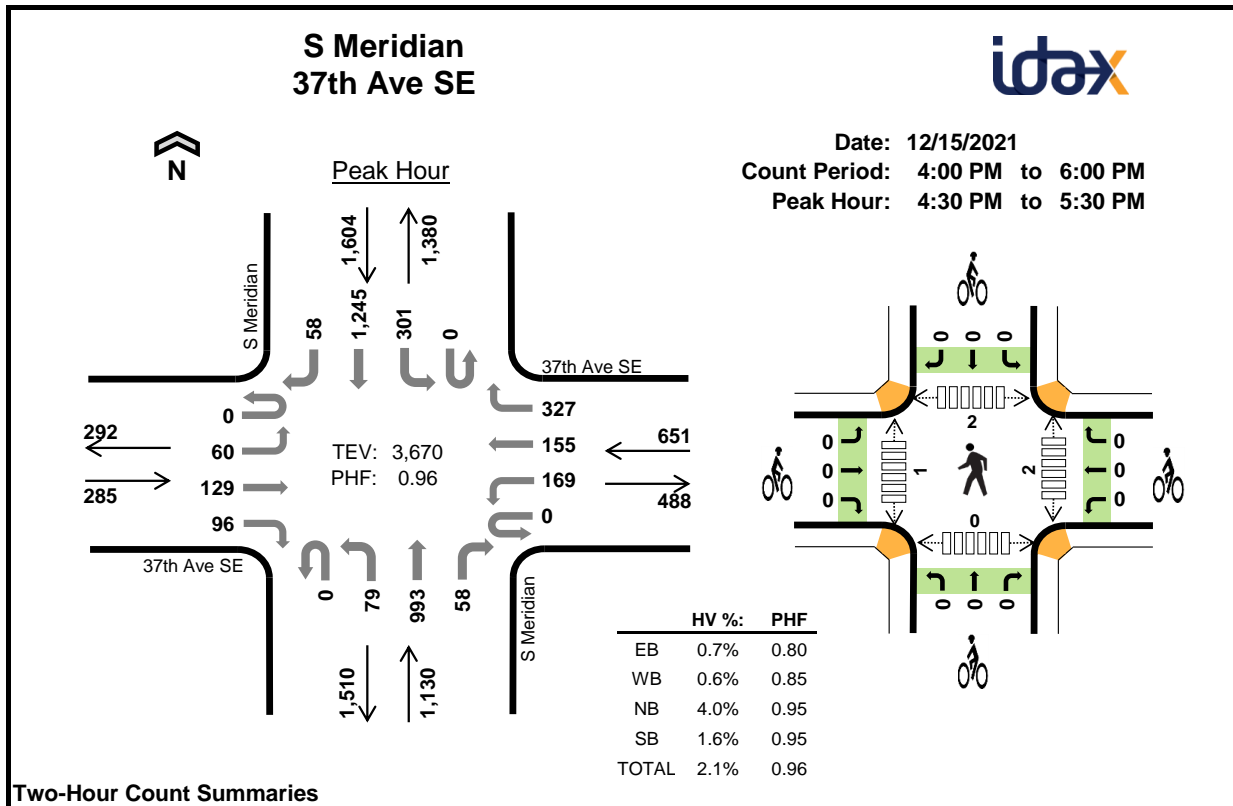 S Meridian
37th Ave SE
idax
Date: 12/15/2021
Count Period: 4:00 PM to 6:00 PM
Peak Hour: 4:30 PM to 5:30 PM
N
Peak Hour
1,604
1,380
S Meridian
58
1,245
301
0
37th Ave SE
0
60
129
96
292
285
TEV: 3,670
PHF: 0.96
327
155
169
0
651
488
37th Ave SE
0
79
993
58
S Meridian
1,510
1,130
0 0 0
2
0
0
0
1
2
0
0
0
0
0 0 0
HV %: PHF
EB 0.7% 0.80
WB 0.6% 0.85
NB 4.0% 0.95
SB 1.6% 0.95
TOTAL 2.1% 0.96
Two-Hour Count Summaries